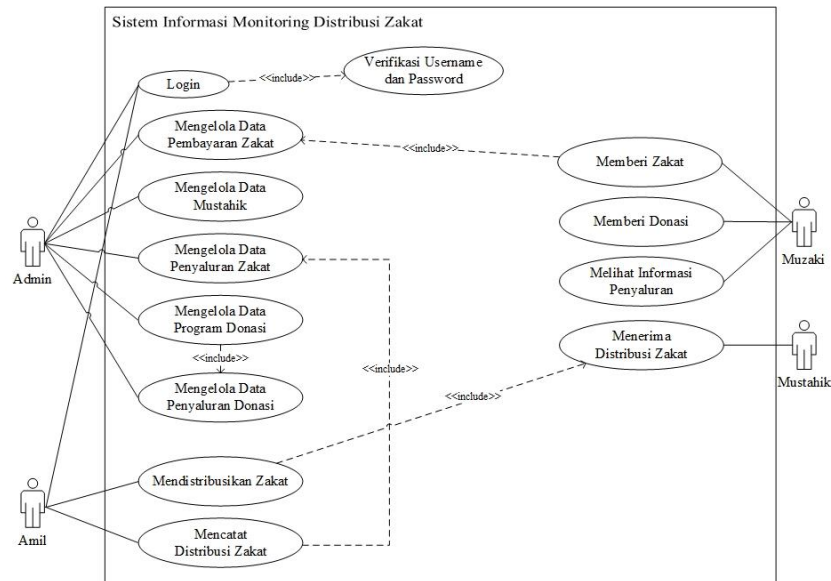 Sistem Informasi Monitoring Distribusi Zakat
Login
<<include>>
Verifikasi Username
dan Password
Mengelola Data
Pembayaran Zakat
<<include>>
Memberi Zakat
Mengelola Data
Mustahik
Memberi Donasi
Admin
Muzaki
Mengelola Data
Penyaluran Zakat
Melihat Informasi
Penyaluran
Mengelola Data
Program Donasi
Menerima
Distribusi Zakat
<<include>>
<<include>>
Mustahik
Mengelola Data
Penyaluran Donasi
<<include>>
Mendistribusikan Zakat
Amil
Mencatat
Distribusi Zakat